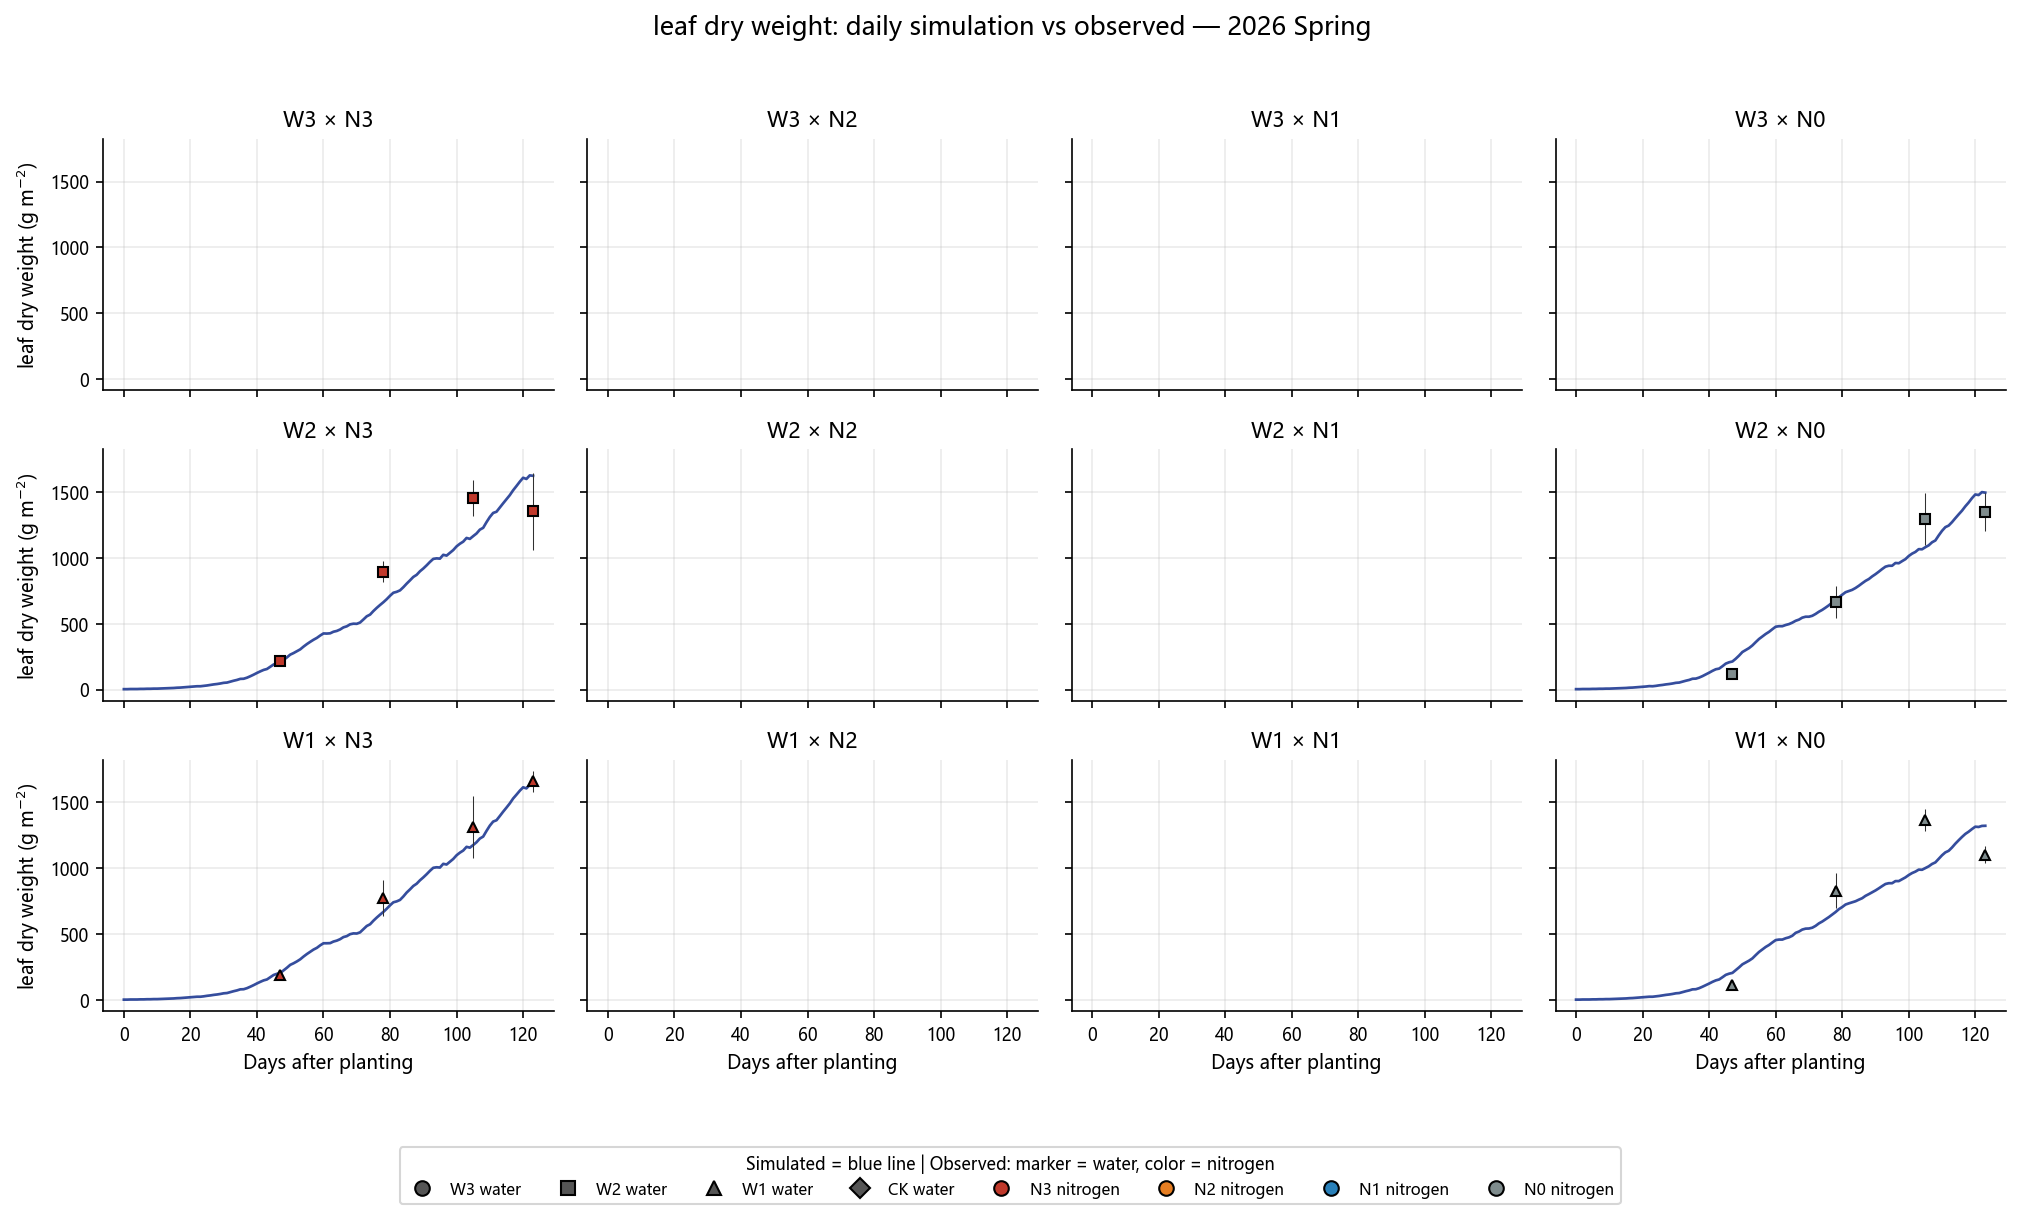 leaf dry weight: daily simulation vs observed — 2026 Spring
W3 × N3
W3 × N2
W3 × N1
W3 × N0
leaf dry weight (g m⁻²)
1500
1000
500
0
W2 × N3
W2 × N2
W2 × N1
W2 × N0
leaf dry weight (g m⁻²)
1500
1000
500
0
W1 × N3
W1 × N2
W1 × N1
W1 × N0
leaf dry weight (g m⁻²)
1500
1000
500
0
0 20 40 60 80 100 120
0 20 40 60 80 100 120
0 20 40 60 80 100 120
0 20 40 60 80 100 120
Days after planting
Days after planting
Days after planting
Days after planting
Simulated = blue line | Observed: marker = water, color = nitrogen
W3 water W2 water W1 water CK water N3 nitrogen N2 nitrogen N1 nitrogen N0 nitrogen